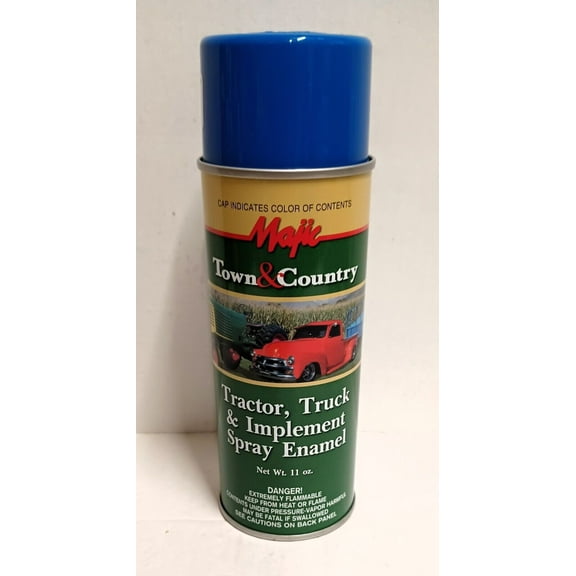 CAP INDICATES COLOR OF CONTENTS
Majic
Town & Country
Tractor, Truck
& Implement
Spray Enamel
Net Wt. 11 oz.
DANGER!
EXTREMELY FLAMMABLE
KEEP FROM HEAT OR FLAME
CONTENTS UNDER PRESSURE-VAPOR HARMFUL
MAY BE FATAL IF SWALLOWED
SEE CAUTIONS ON BACK PANEL